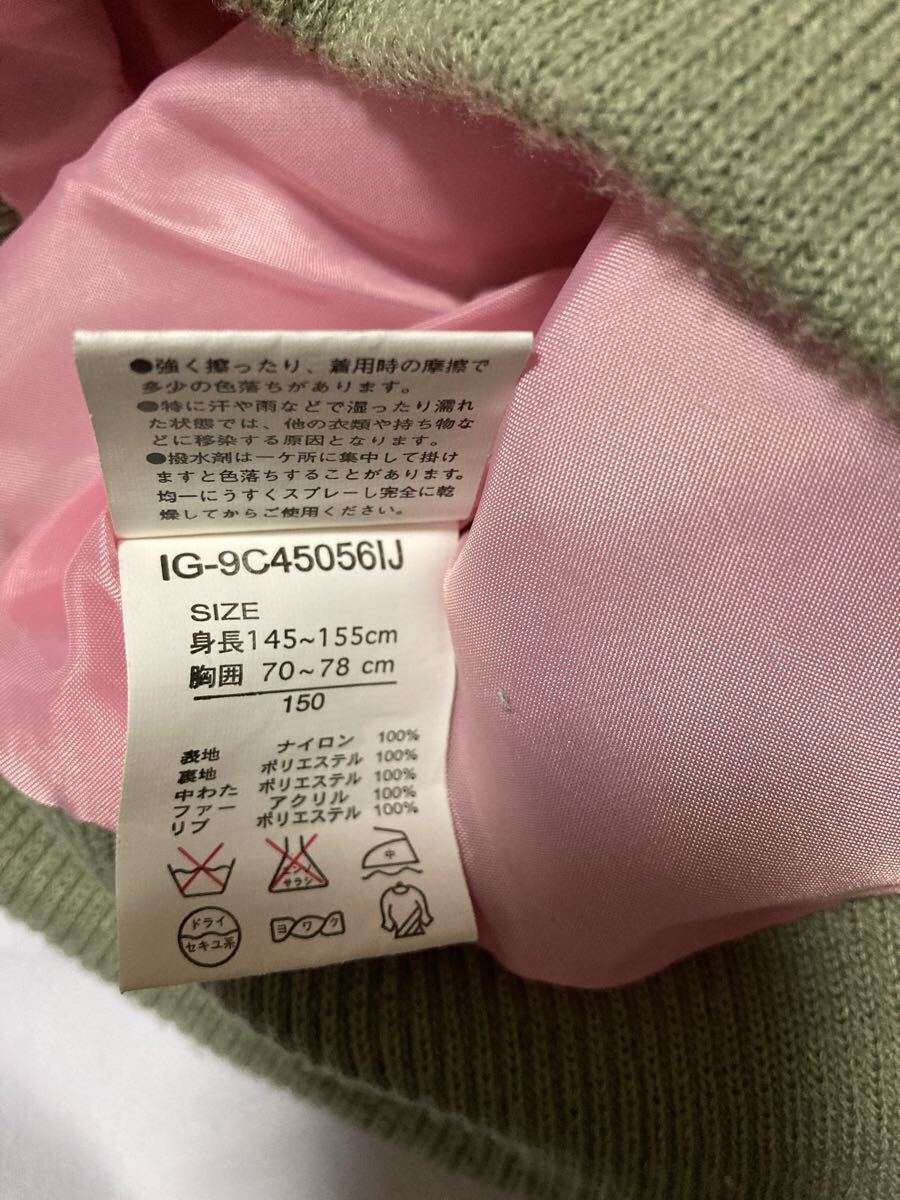 ●強く擦ったり、着用時の摩擦で
多少の色落ちがあります。
●特に汗や雨などで湿ったり濡れ
た状態では、他の衣類や持ち物な
どに移染する原因となります。
●撥水剤は一ケ所に集中して掛け
ますと色落ちすることがあります。
均一にうすくスプレーし完全に乾
燥してからご使用ください。
IG-9C45056IJ
SIZE
身長145~155cm
胸囲 70~78 cm
150
表地 ナイロン 100%
裏地 ポリエステル 100%
中わた ポリエステル 100%
ファー アクリル 100%
リブ ポリエステル 100%
エンソ
サラシ
中
ドライ
セキユ系
ヨワク